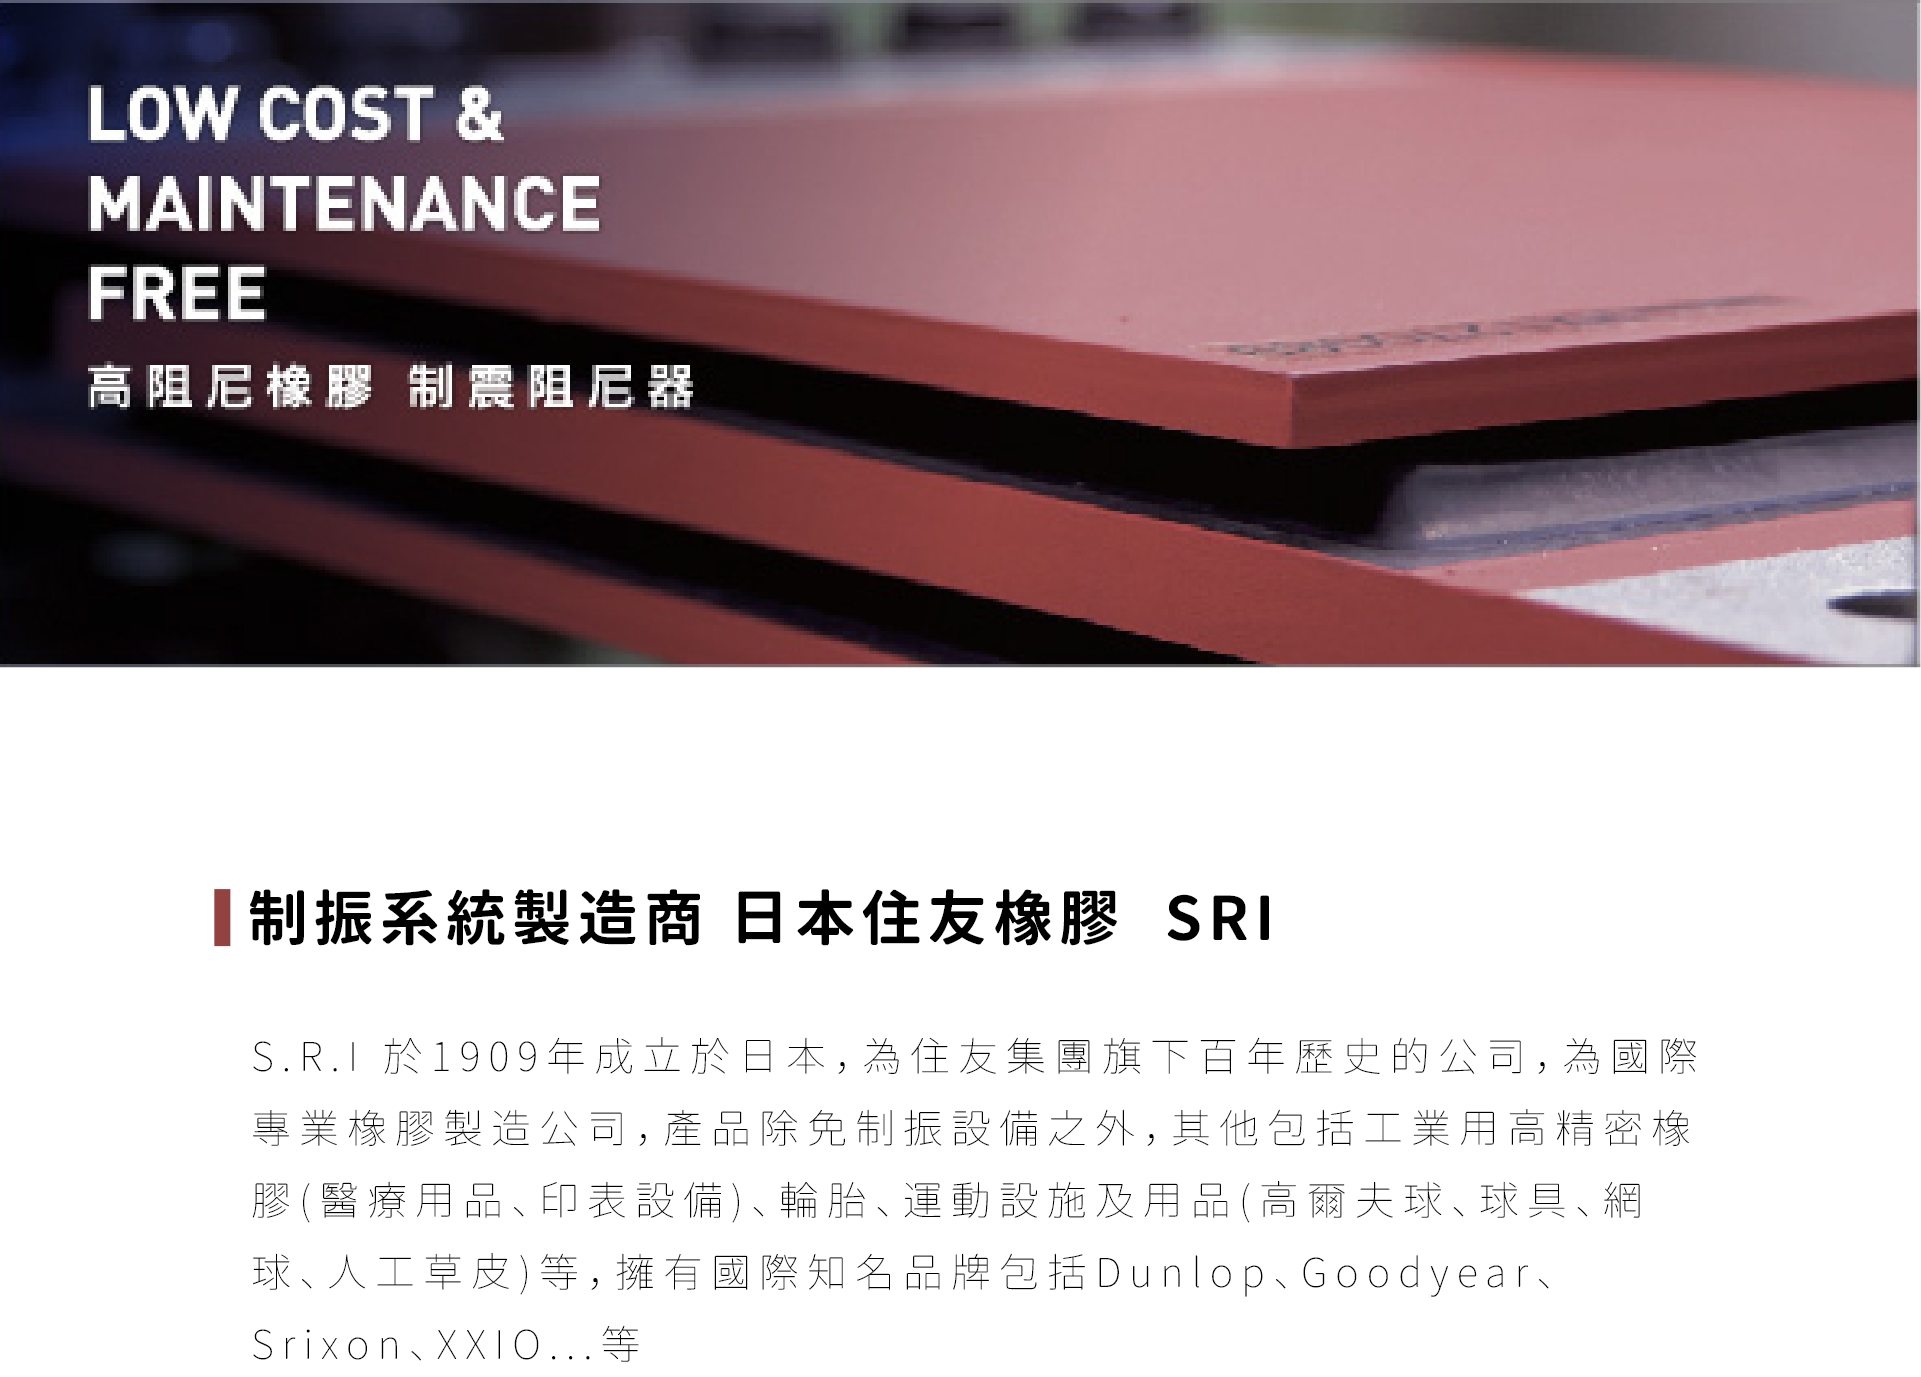 LOW COST &
MAINTENANCE
FREE
高阻尼橡膠 制震阻尼器
制振系統製造商 日本住友橡膠 SRI
S.R.I 於1909年成立於日本，為住友集團旗下百年歷史的公司，為國際
專業橡膠製造公司，產品除免制振設備之外，其他包括工業用高精密橡
膠(醫療用品、印表設備)、輪胎、運動設施及用品(高爾夫球、球具、網
球、人工草皮)等，擁有國際知名品牌包括Dunlop、Goodyear、
Srixon、XXIO...等